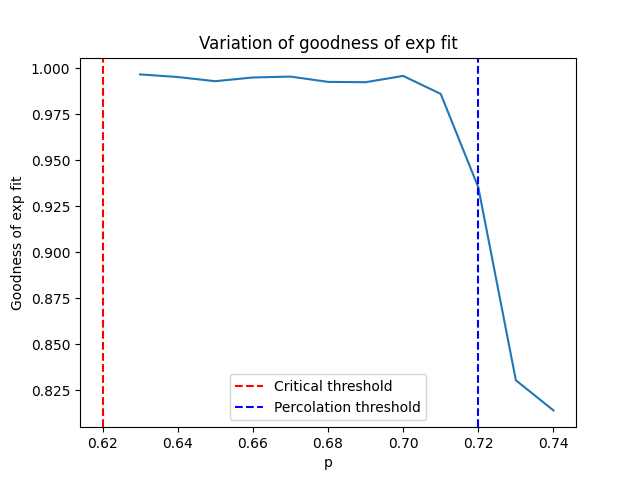 Variation of goodness of exp fit
1.000
0.975
0.950
0.925
0.900
0.875
0.850
0.825
Goodness of exp fit
Critical threshold
Percolation threshold
0.62 0.64 0.66 0.68 0.70 0.72 0.74
p